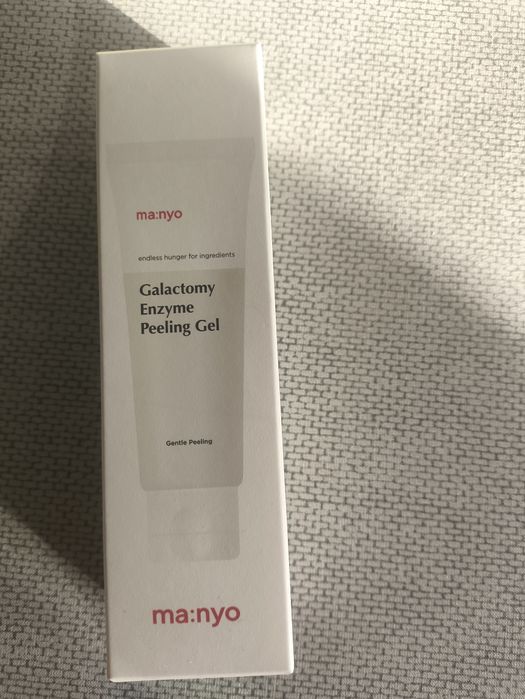 ma:nyo
endless hunger for ingredients
Galactomy
Enzyme
Peeling Gel
Gentle Peeling
ma:nyo